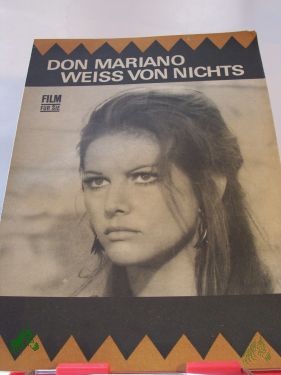 DON MARIANO
WEISS VON NICHTS
FILM
FÜR SIE